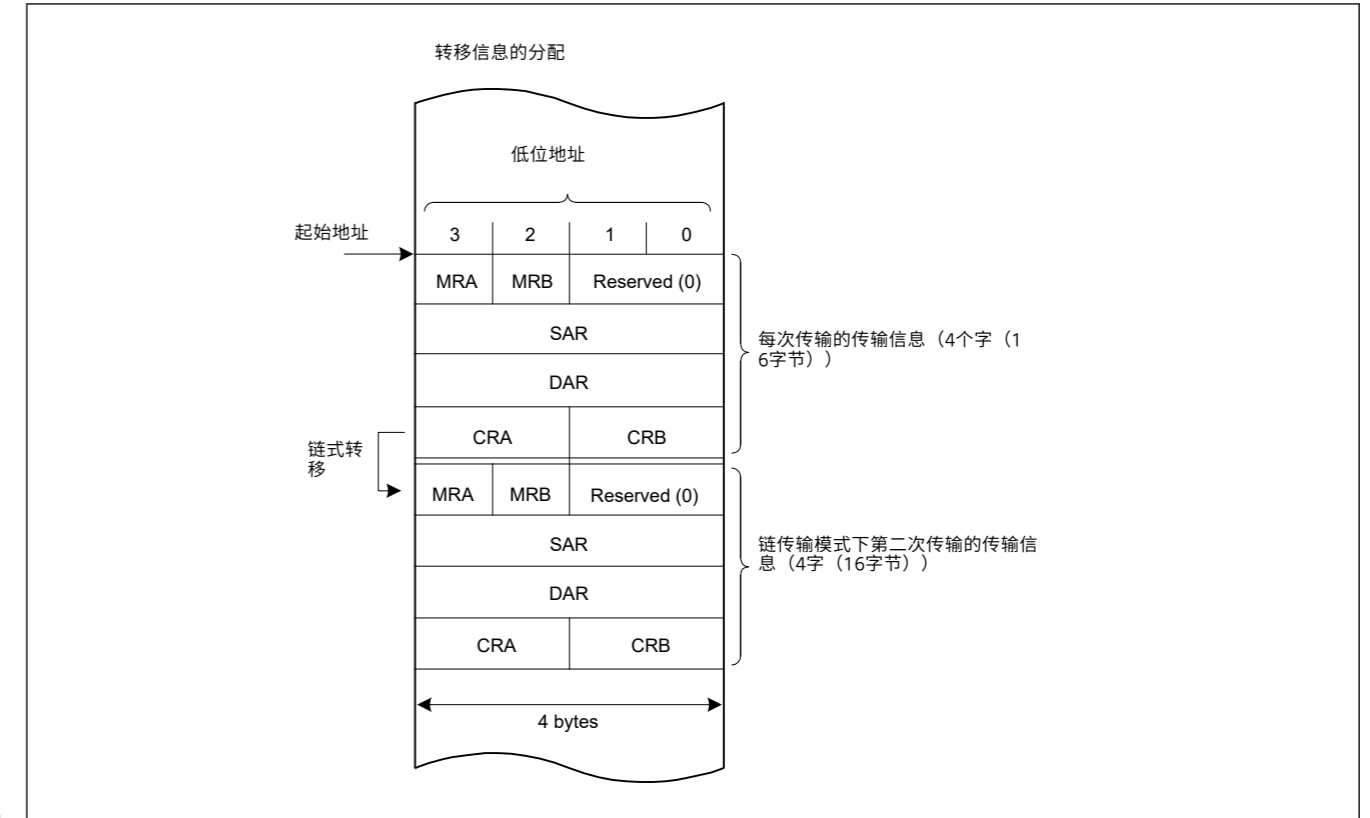 转移信息的分配
低位地址
起始地址
3 2 1 0
MRA MRB Reserved (0)
SAR
每次传输的传输信息（4个字（1
6字节））
DAR
CRA CRB
链式转
移
MRA MRB Reserved (0)
SAR
链传输模式下第二次传输的传输信
息（4字（16字节））
DAR
CRA CRB
4 bytes